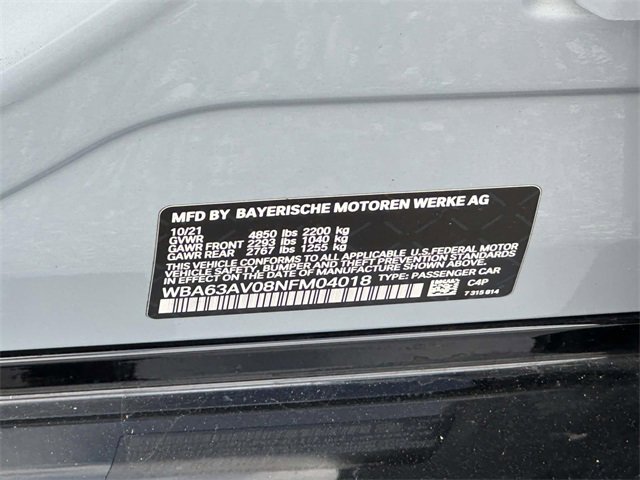 MFD BY BAYERISCHE MOTOREN WERKE AG
10/21
GVWR 4850 lbs 2200 kg
GAWR FRONT 2293 lbs 1040 kg
GAWR REAR 2767 lbs 1255 kg
THIS VEHICLE CONFORMS TO ALL APPLICABLE U.S. FEDERAL MOTOR
VEHICLE SAFETY, BUMPER, AND THEFT PREVENTION STANDARDS
IN EFFECT ON THE DATE OF MANUFACTURE SHOWN ABOVE.
WBA63AV08NFM04018 TYPE: PASSENGER CAR
C4P
7 315 814